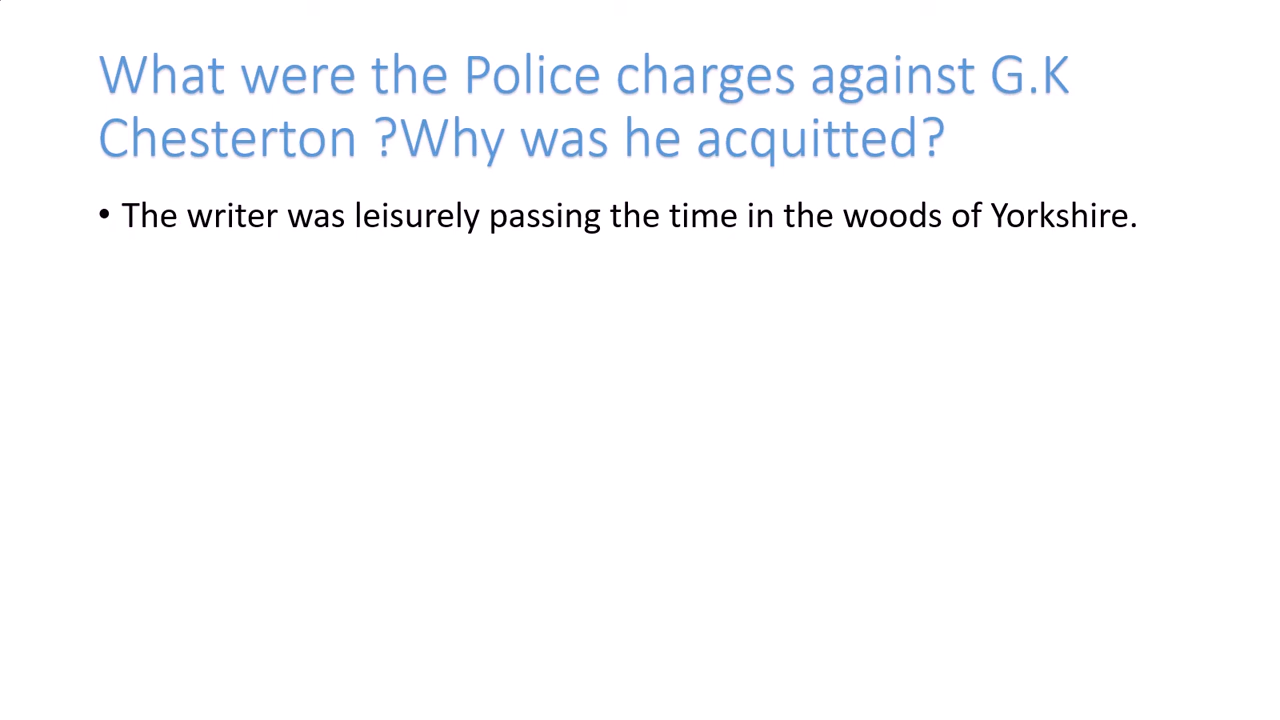 What were the Police charges against G.K
Chesterton ?Why was he acquitted?
• The writer was leisurely passing the time in the woods of Yorkshire.